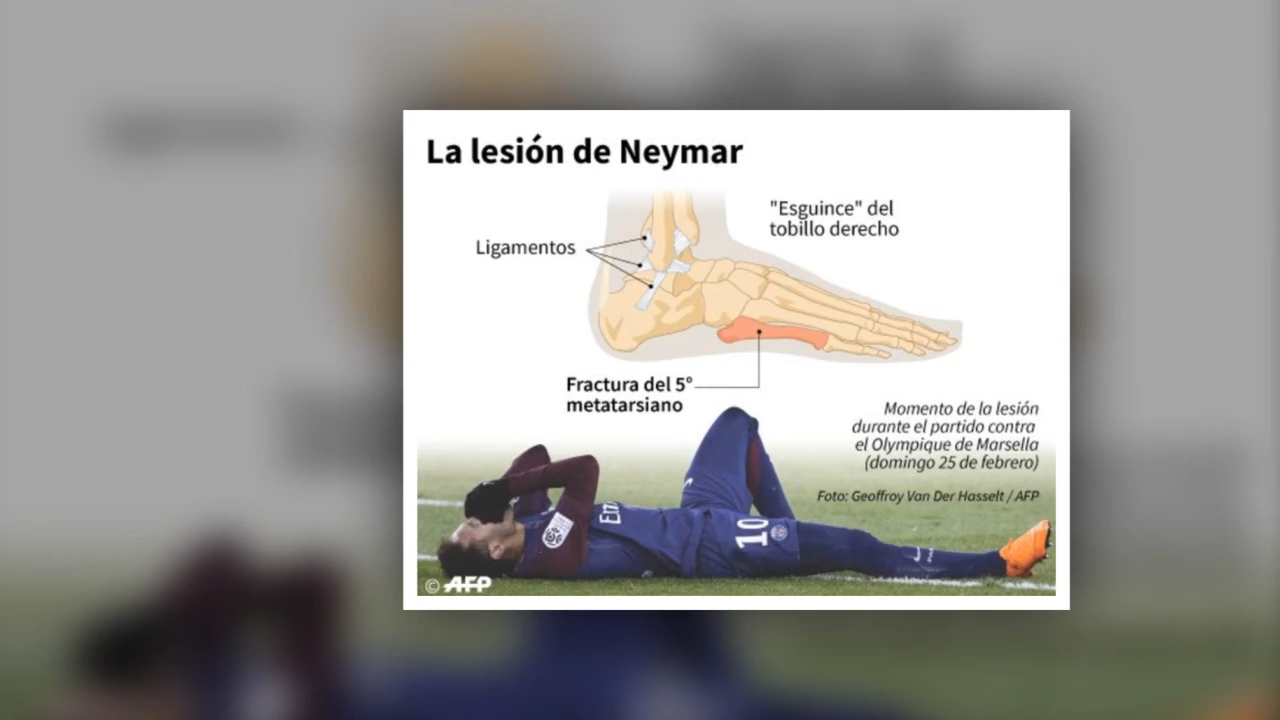 La lesión de Neymar
"Esguince" del
tobillo derecho
Ligamentos
Fractura del 5°
metatarsiano
Momento de la lesión
durante el partido contra
el Olympique de Marsella
(domingo 25 de febrero)
Foto: Geoffroy Van Der Hasselt / AFP
10
© AFP